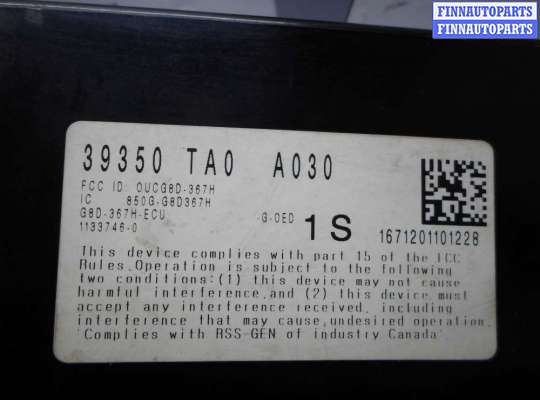 FINNAUTOPARTS
FINNAUTOPARTS
39350 TA0 A030
FCC ID: OUCG8D-367H
IC 850G-G8D367H
G8D-367H-ECU G-OED 1S
1133746-0 1671201101228
This device complies with part 15 of the FCC
Rules.Operation is subject to the following
two conditions:(1) this device may not cause
harmful interference,and (2) this device must
accept any interference received, including
interference that may cause,undesired operation.
'Complies with RSS-GEN of industry Canada'